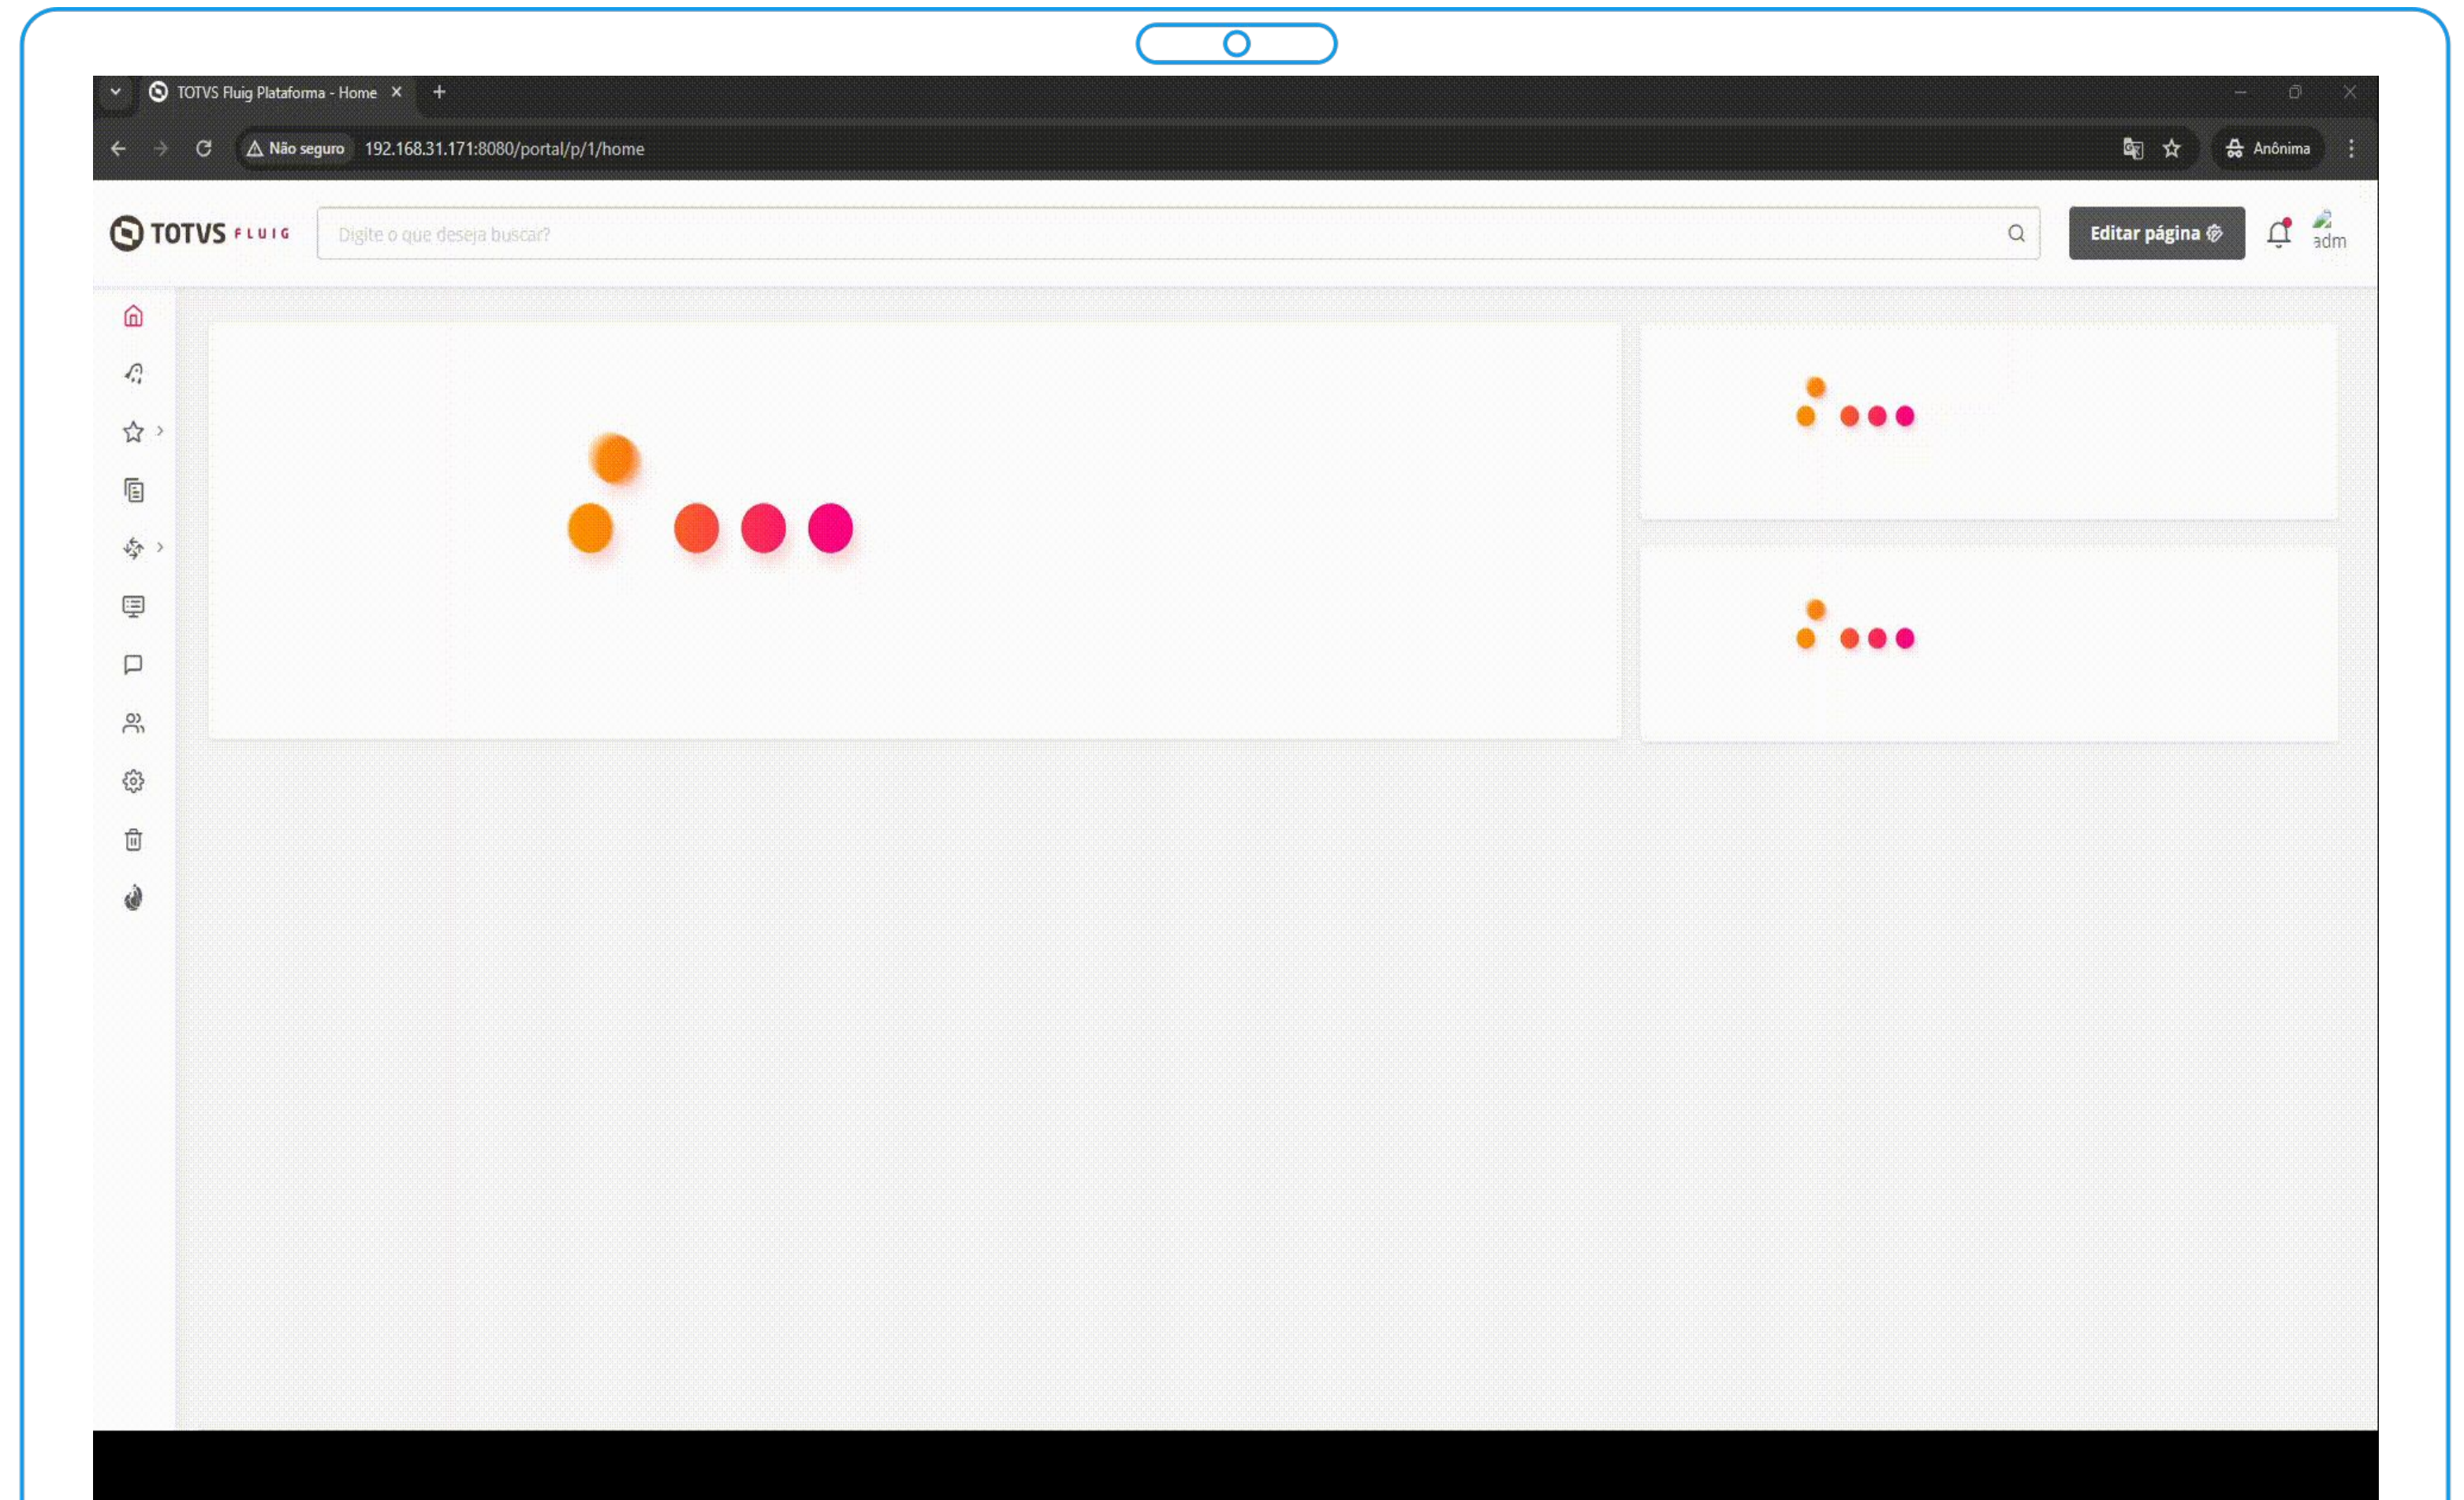 TOTVS Fluig Plataforma - Home
Não seguro 192.168.31.171:8080/portal/p/1/home
Anônima
TOTVS FLUIG
Digite o que deseja buscar?
Editar página
adm